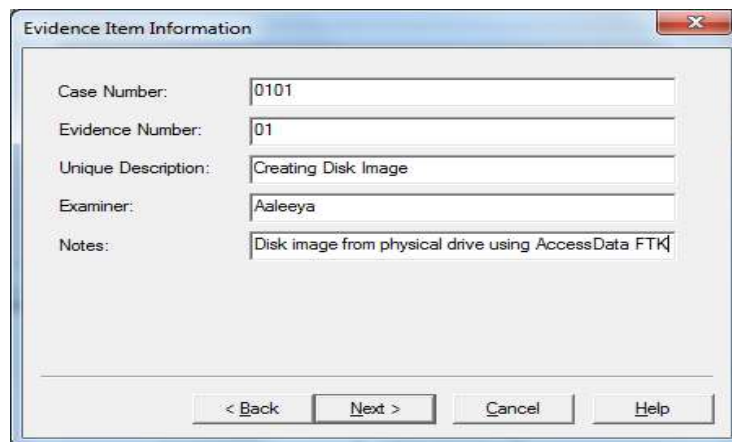 Evidence Item Information
Case Number: 0101
Evidence Number: 01
Unique Description: Creating Disk Image
Examiner: Aaleeya
Notes: Disk image from physical drive using AccessData FTK
< Back Next > Cancel Help